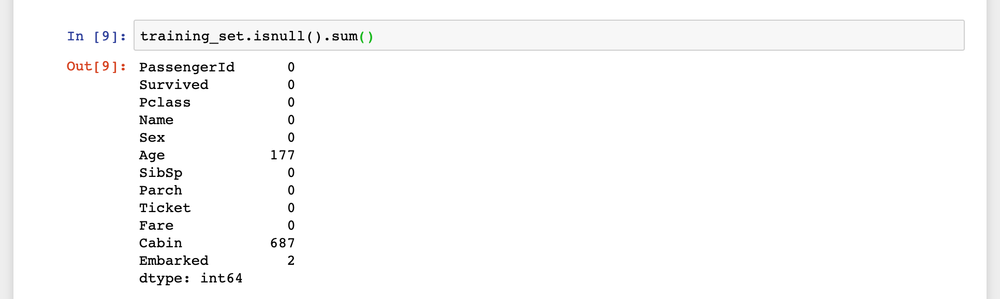 In [9]: training_set.isnull().sum()
Out[9]: PassengerId 0
Survived 0
Pclass 0
Name 0
Sex 0
Age 177
SibSp 0
Parch 0
Ticket 0
Fare 0
Cabin 687
Embarked 2
dtype: int64